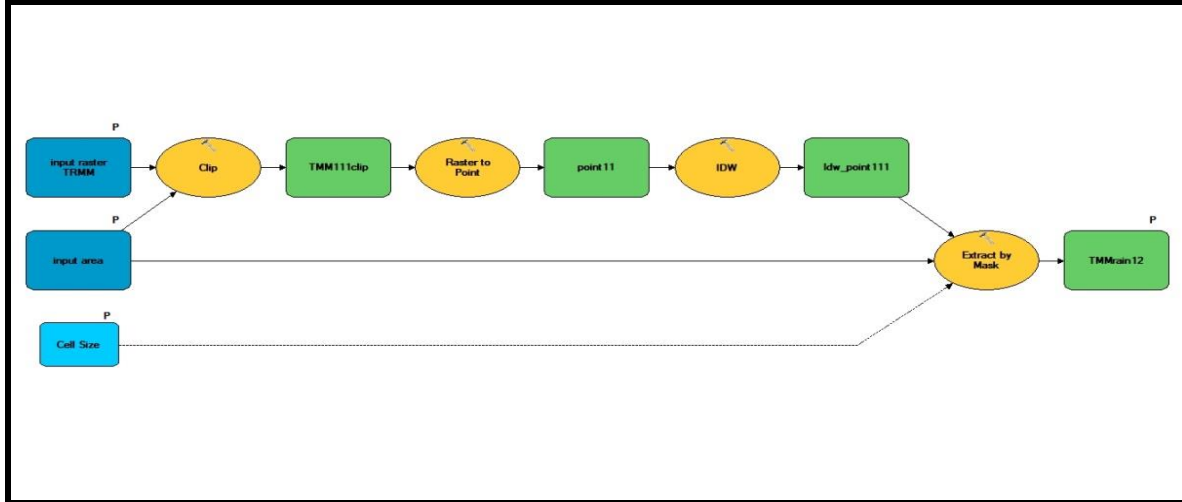 P
input raster
TRMM
Clip
TMM111clip
Raster to
Point
point11
IDW
Idw_point111
P
input area
Extract by
Mask
P
TMMrain12
P
Cell Size